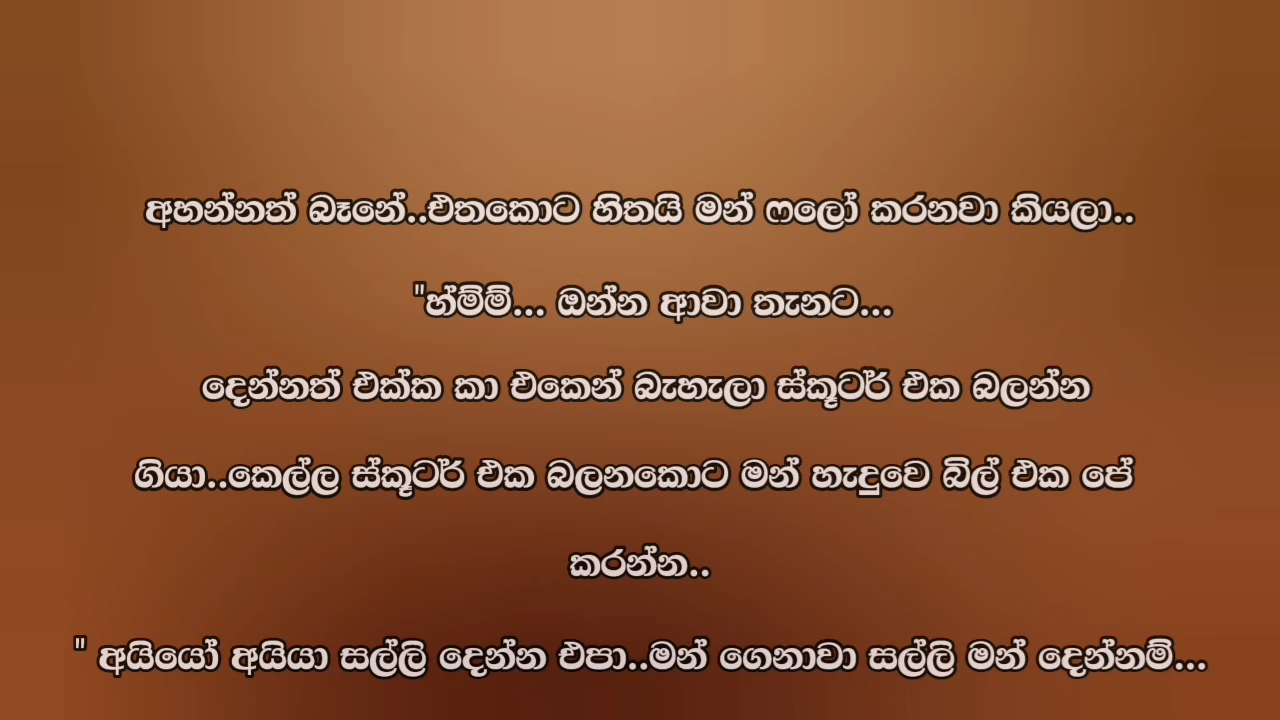 අහන්නත් බෑනේ..එතකොට හිතයි මන් ෆලෝ කරනවා කියලා..
"හ්ම්ම්... ඔන්න ආවා තැනට...
දෙන්නත් එක්ක කා එකෙන් බැහැලා ස්කූටර් එක බලන්න
ගියා..කෙල්ල ස්කූටර් එක බලනකොට මන් හැදුවෙ බිල් එක පේ
කරන්න..
" අයියෝ අයියා සල්ලි දෙන්න එපා..මන් ගෙනාවා සල්ලි මන් දෙන්නම්...